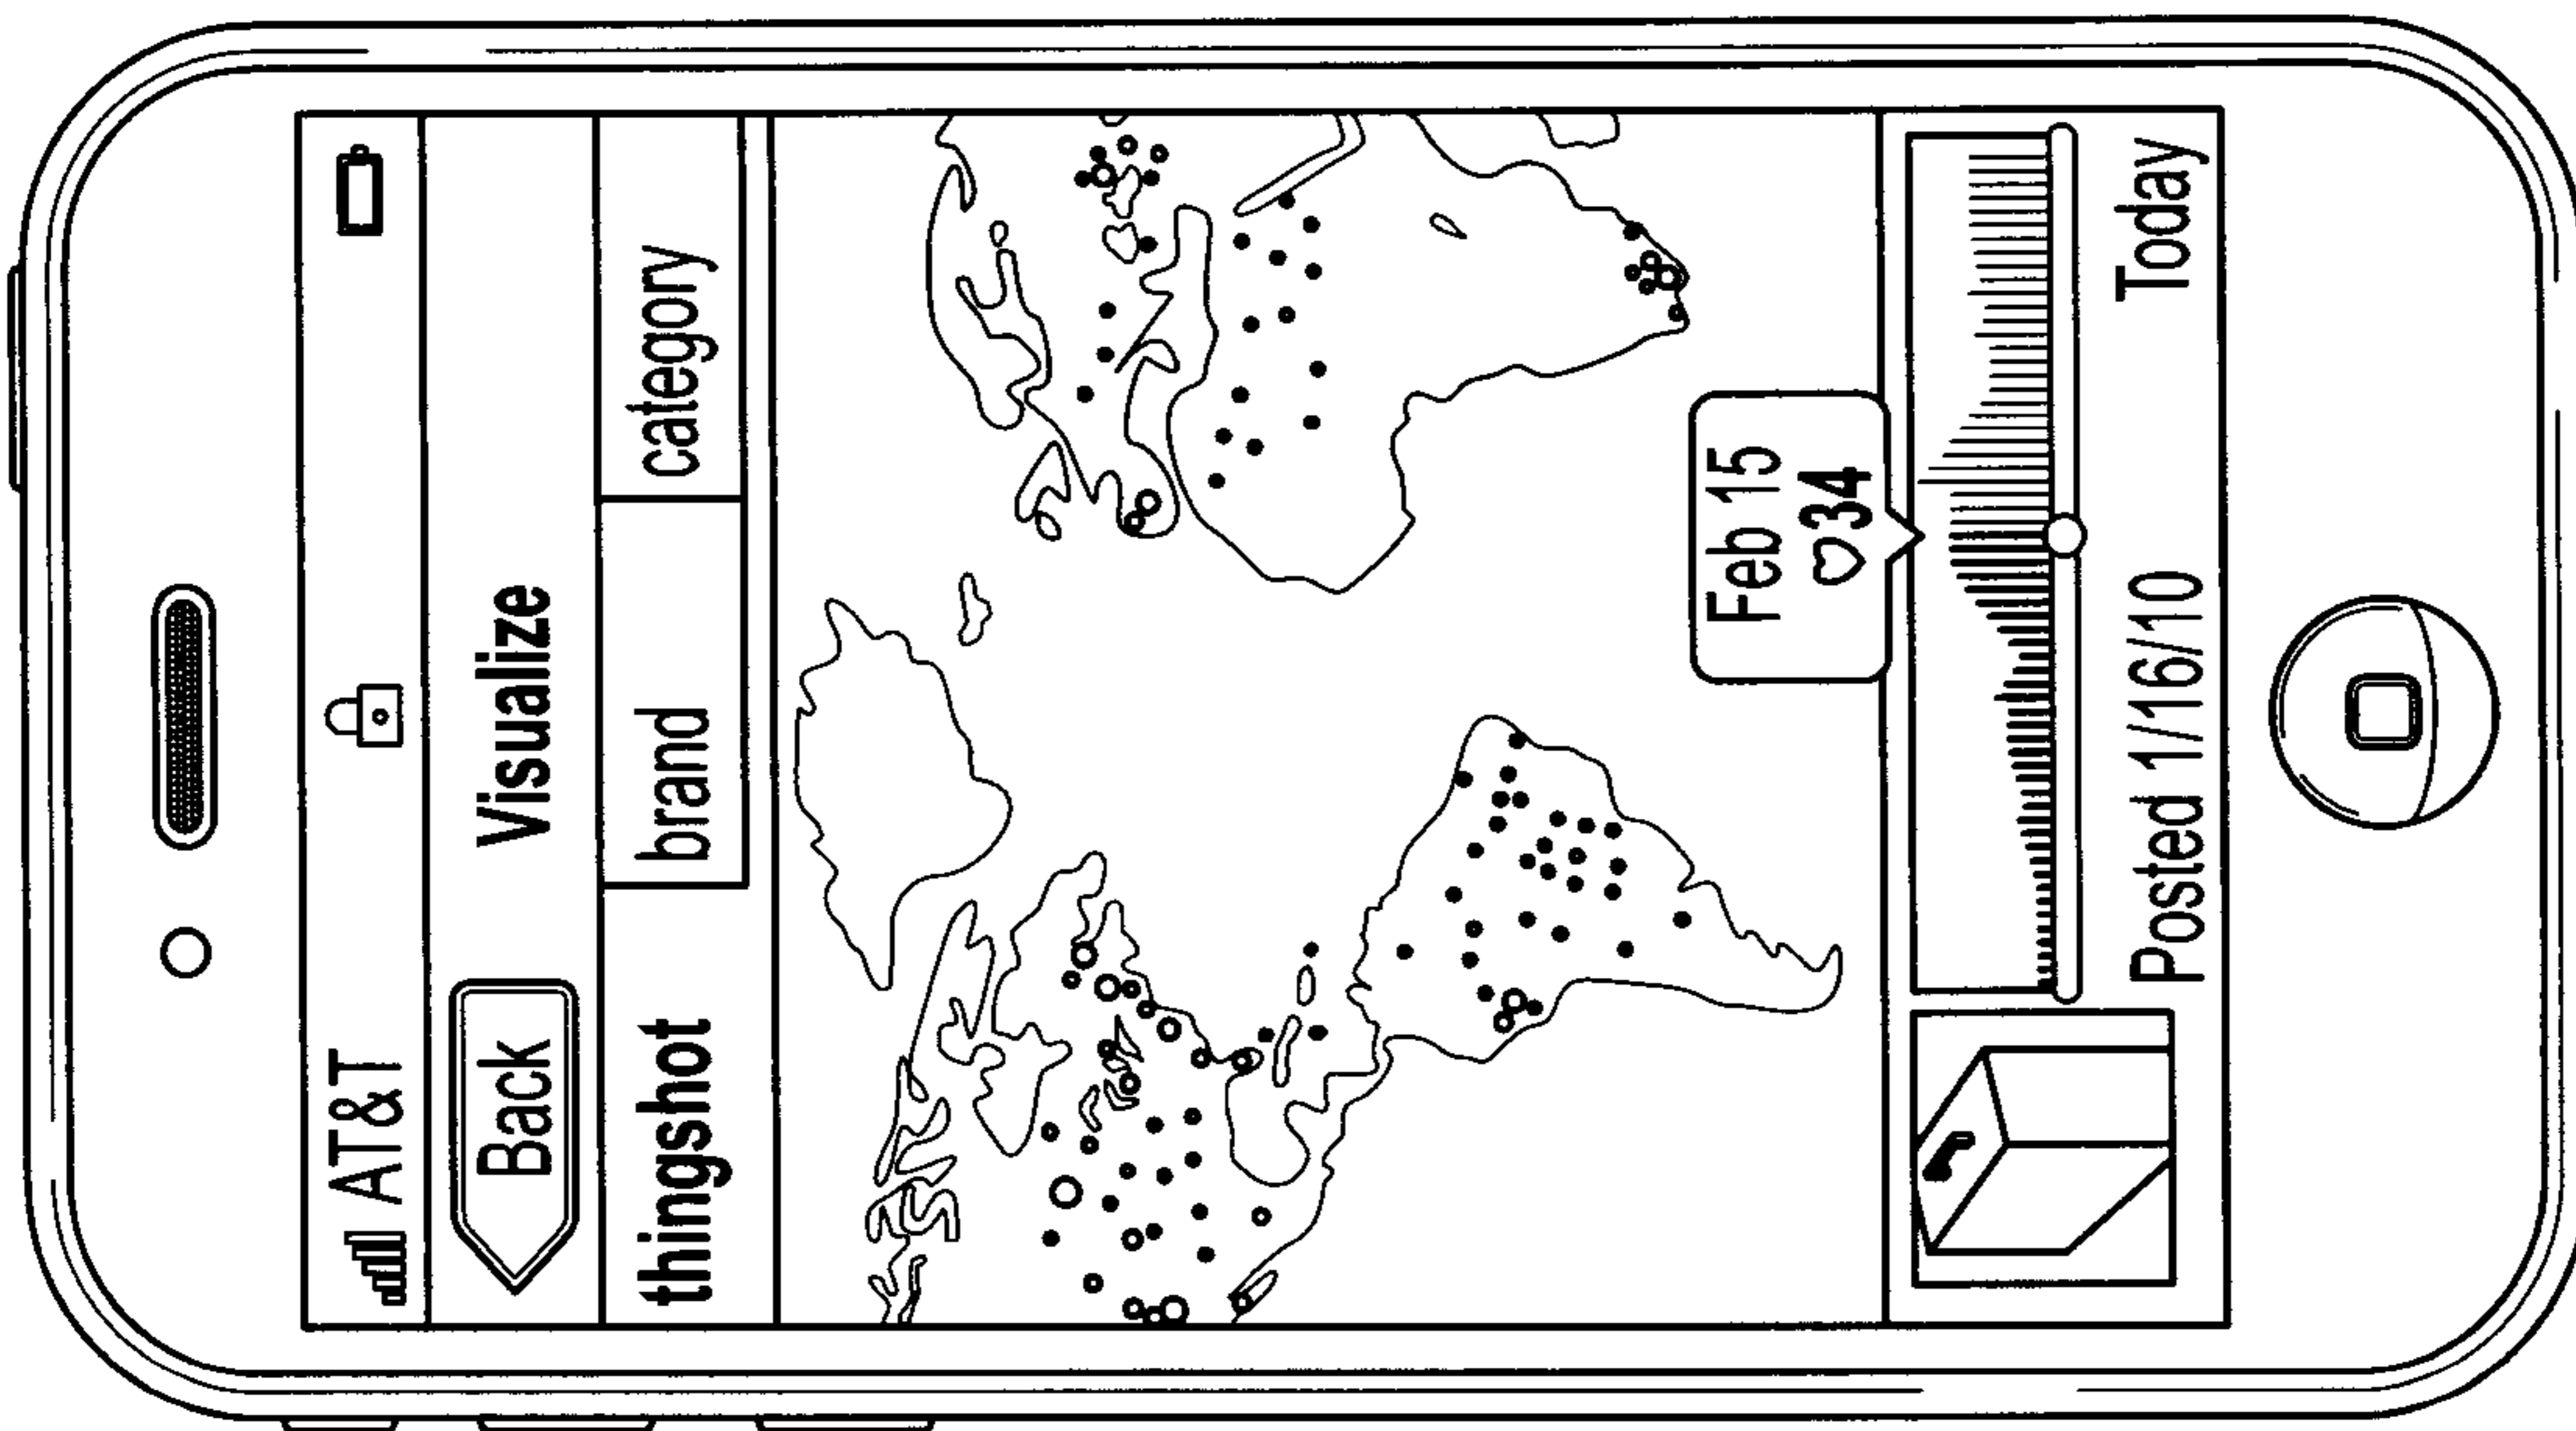 AT&T
Back Visualize
thingshot brand category
Feb 15
♡34
Posted 1/16/10 Today